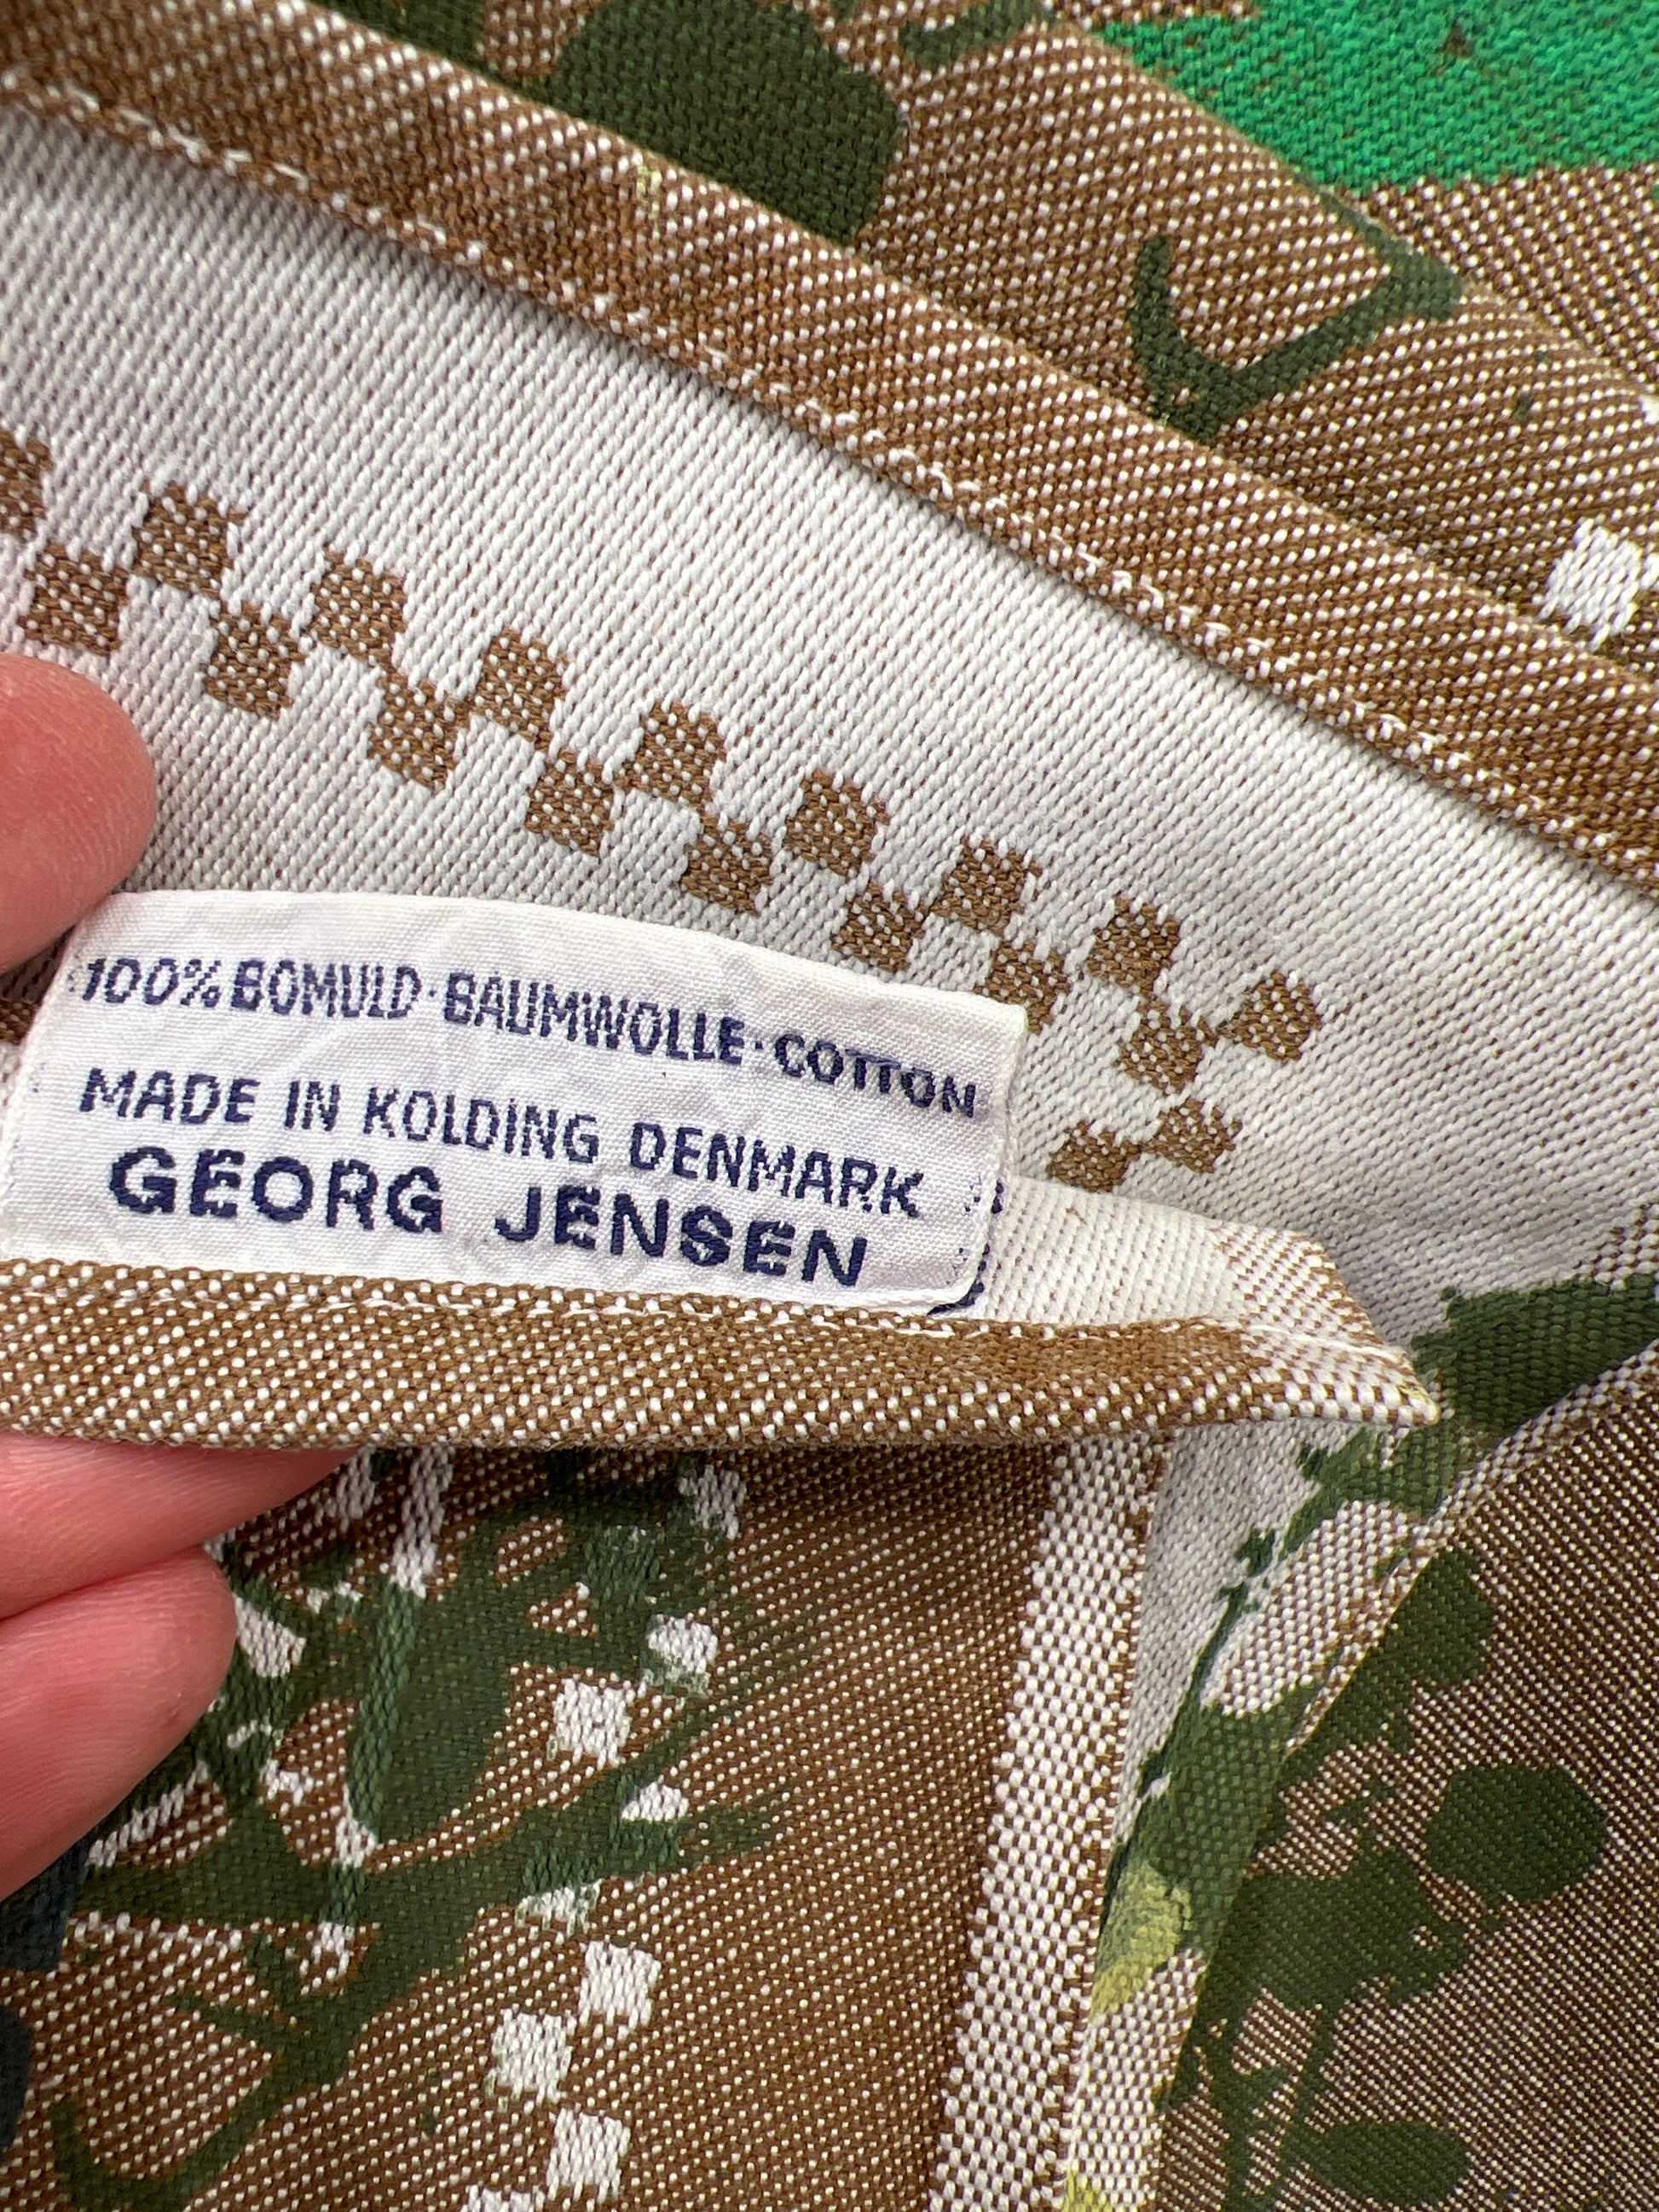 100% BOMULD · BAUMWOLLE · COTTON
MADE IN KOLDING DENMARK
GEORG JENSEN